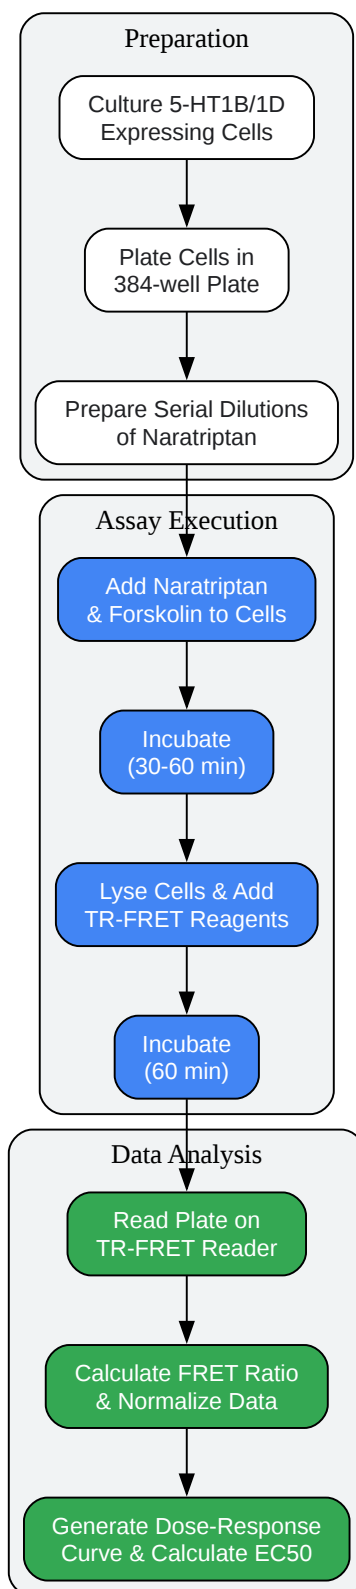 Preparation
Culture 5-HT1B/1D
Expressing Cells
Plate Cells in
384-well Plate
Prepare Serial Dilutions
of Naratriptan
Assay Execution
Add Naratriptan
& Forskolin to Cells
Incubate
(30-60 min)
Lyse Cells & Add
TR-FRET Reagents
Incubate
(60 min)
Data Analysis
Read Plate on
TR-FRET Reader
Calculate FRET Ratio
& Normalize Data
Generate Dose-Response
Curve & Calculate EC50